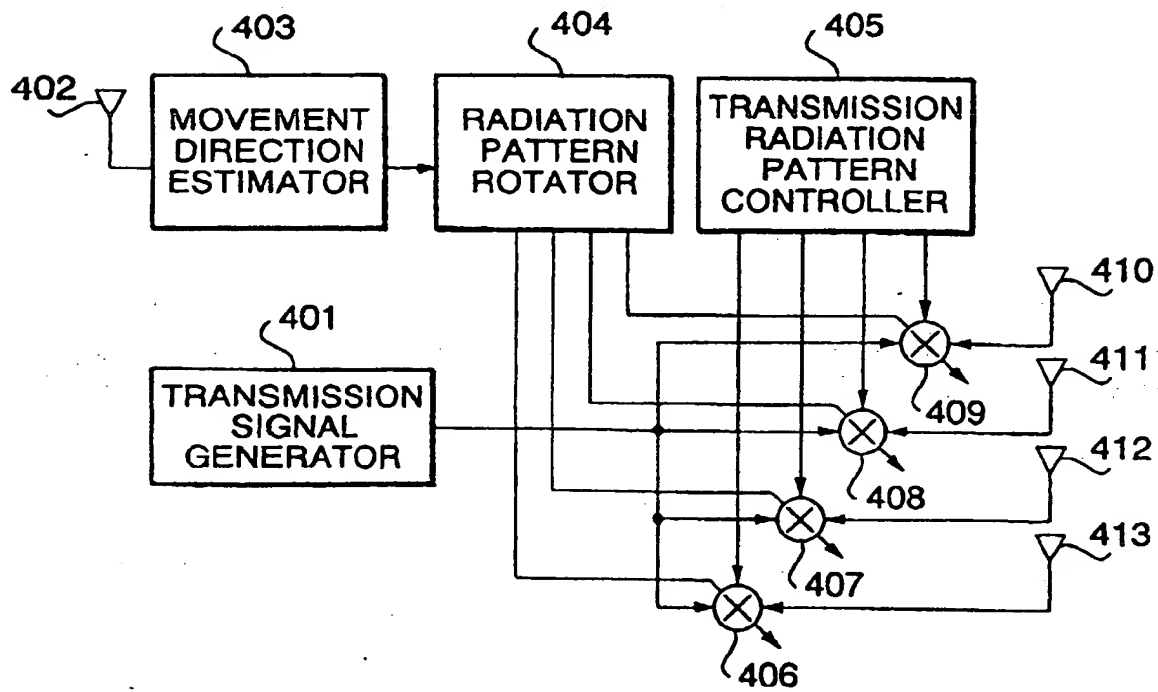 403
404
405
402
MOVEMENT
DIRECTION
ESTIMATOR
RADIATION
PATTERN
ROTATOR
TRANSMISSION
RADIATION
PATTERN
CONTROLLER
410
401
411
TRANSMISSION
SIGNAL
GENERATOR
409
412
408
413
407
406